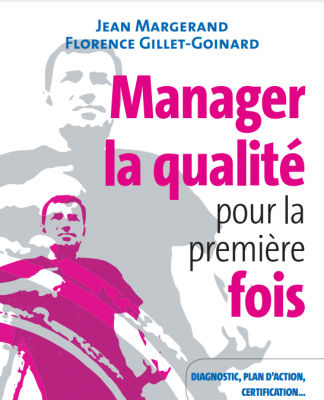 JEAN MARGERAND
FLORENCE GILLET-GOINARD
Manager
la qualité
pour la
première
fois
DIAGNOSTIC, PLAN D'ACTION,
CERTIFICATION...